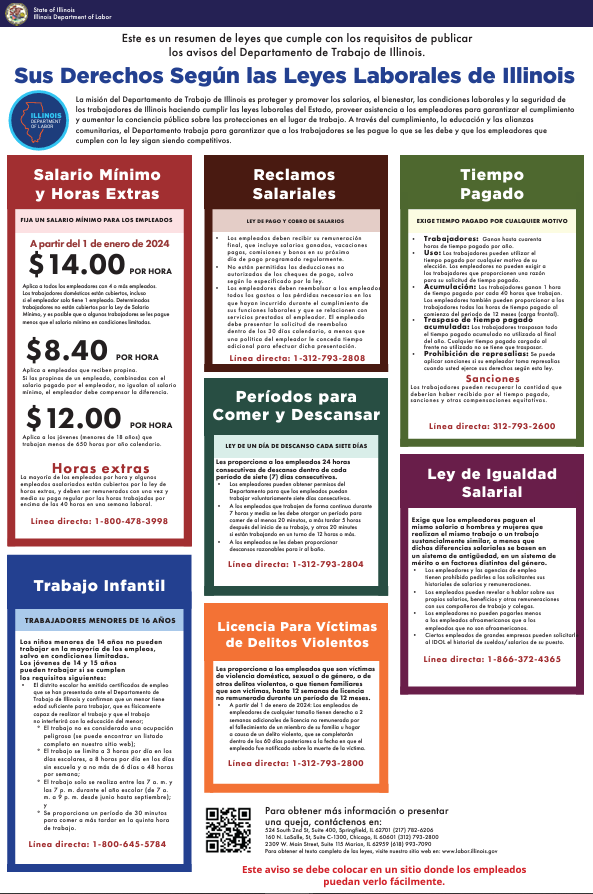 State of Illinois
Illinois Department of Labor
Este es un resumen de leyes que cumple con los requisitos de publicar
los avisos del Departamento de Trabajo de Illinois.
Sus Derechos Según las Leyes Laborales de Illinois
ILLINOIS
DEPARTMENT
OF LABOR
La misión del Departamento de Trabajo de Illinois es proteger y promover los salarios, el bienestar, las condiciones laborales y la seguridad de
los trabajadores de Illinois haciendo cumplir las leyes laborales del Estado, proveer asistencia a los empleadores para garantizar el cumplimiento
y aumentar la conciencia pública sobre las protecciones en el lugar de trabajo. A través del cumplimiento, la educación y las alianzas
comunitarias, el Departamento trabaja para garantizar que a los trabajadores se les pague lo que se les debe y que los empleadores que
cumplen con la ley sigan siendo competitivos.
Salario Mínimo
y Horas Extras
FIJA UN SALARIO MÍNIMO PARA LOS EMPLEADOS
A partir del 1 de enero de 2024
$14.00 POR HORA
Aplica a todos los empleadores con 4 o más empleados.
Los trabajadores domésticos están cubiertos, incluso
si el empleador solo tiene 1 empleado. Determinados
trabajadores no están cubiertos por la Ley de Salario
Mínimo, y es posible que a algunos trabajadores se les pague
menos que el salario mínimo en condiciones limitadas.
$8.40 POR HORA
Aplica a empleados que reciben propina.
Si las propinas de un empleado, combinadas con el
salario pagado por el empleador, no igualan al salario
mínimo, el empleador debe compensar la diferencia.
$12.00 POR HORA
Aplica a los jóvenes (menores de 18 años) que
trabajan menos de 650 horas por año calendario.
Horas extras
La mayoría de los empleados por hora y algunos
empleados asalariados están cubiertos por la ley de
horas extras, y deben ser remunerados con una vez y
media su pago regular por las horas trabajadas por
encima de las 40 horas en una semana laboral.
Línea directa: 1-800-478-3998
Trabajo Infantil
TRABAJADORES MENORES DE 16 AÑOS
Los niños menores de 14 años no pueden
trabajar en la mayoría de los empleos,
salvo en condiciones limitadas.
Los jóvenes de 14 y 15 años
pueden trabajar si se cumplen
los requisitos siguientes:
• El distrito escolar ha emitido certificados de empleo
que se han presentado ante el Departamento de
Trabajo de Illinois y confirman que un menor tiene
edad suficiente para trabajar, que es físicamente
capaz de realizar el trabajo y que el trabajo
no interferirá con la educación del menor;
° El trabajo no es considerado una ocupación
peligrosa (se puede encontrar un listado
completo en nuestro sitio web);
° El trabajo se limita a 3 horas por día en los
días escolares, a 8 horas por día en los días
sin escuela y a no más de 6 días o 48 horas
por semana;
° El trabajo solo se realiza entre las 7 a. m. y
las 7 p. m. durante el año escolar (de 7 a.
m. a 9 p. m. desde junio hasta septiembre);
y
° Se proporciona un período de 30 minutos
para comer a más tardar en la quinta hora
de trabajo.
Línea directa: 1-800-645-5784
Reclamos
Salariales
LEY DE PAGO Y COBRO DE SALARIOS
• Los empleados deben recibir su remuneración
final, que incluye salarios ganados, vacaciones
pagas, comisiones y bonos en su próximo
día de pago programado regularmente.
• No están permitidas las deducciones no
autorizadas de los cheques de pago, salvo
según lo especificado por la ley.
• Los empleadores deben reembolsar a los empleados
todos los gastos o las pérdidas necesarios en los
que hayan incurrido durante el cumplimiento de
sus funciones laborales y que se relacionan con
servicios prestados al empleador. El empleado
debe presentar la solicitud de reembolso
dentro de los 30 días calendario, a menos que
una política del empleador le conceda tiempo
adicional para efectuar dicha presentación.
Línea directa: 1-312-793-2808
Períodos para
Comer y Descansar
LEY DE UN DÍA DE DESCANSO CADA SIETE DÍAS
Les proporciona a los empleados 24 horas
consecutivas de descanso dentro de cada
período de siete (7) días consecutivos.
• Los empleadores pueden obtener permisos del
Departamento para que los empleados puedan
trabajar voluntariamente siete días consecutivos.
• A los empleados que trabajen de forma continua durante
7 horas y media se les debe otorgar un período para
comer de al menos 20 minutos, a más tardar 5 horas
después del inicio de su trabajo, y otros 20 minutos
si están trabajando en un turno de 12 horas o más.
• A los empleados se les deben proporcionar
descansos razonables para ir al baño.
Línea directa: 1-312-793-2804
Licencia Para Víctimas
de Delitos Violentos
Les proporciona a los empleados que son víctimas
de violencia doméstica, sexual o de género, o de
otros delitos violentos, o que tienen familiares
que son víctimas, hasta 12 semanas de licencia
no remunerada durante un período de 12 meses.
• A partir del 1 de enero de 2024: Los empleados de
empleadores de cualquier tamaño tienen derecho a 2
semanas adicionales de licencia no remunerada por
el fallecimiento de un miembro de su familia u hogar
a causa de un delito violento, que se completarán
dentro de los 60 días posteriores a la fecha en que el
empleado fue notificado sobre la muerte de la víctima.
Línea directa: 1-312-793-2800
Tiempo
Pagado
EXIGE TIEMPO PAGADO POR CUALQUIER MOTIVO
• Trabajadores: Ganan hasta cuarenta
horas de tiempo pagado por año.
• Uso: Los trabajadores pueden utilizar el
tiempo pagado por cualquier motivo de su
elección. Los empleadores no pueden exigir a
los trabajadores que proporcionen una razón
para su solicitud de tiempo pagado.
• Acumulación: Los trabajadores ganan 1 hora
de tiempo pagado por cada 40 horas que trabajan.
Los empleadores también pueden proporcionar a los
trabajadores todas las horas de tiempo pagado al
comienzo del período de 12 meses (carga frontal).
• Traspaso de tiempo pagado
acumulada: Los trabajadores traspasan todo
el tiempo pagado acumulado no utilizado al final
del año. Cualquier tiempo pagado cargado al
frente no utilizado no se tiene que traspasar.
• Prohibición de represalias: Se puede
aplicar sanciones si su empleador toma represalias
cuando usted ejerce sus derechos según esta ley.
Sanciones
Los trabajadores pueden recuperar la cantidad que
deberían haber recibido por el tiempo pagado,
sanciones y otras compensaciones equitativas.
Línea directa: 312-793-2600
Ley de Igualdad
Salarial
Exige que los empleadores paguen el
mismo salario a hombres y mujeres que
realizan el mismo trabajo o un trabajo
sustancialmente similar, a menos que
dichas diferencias salariales se basen en
un sistema de antigüedad, en un sistema de
mérito o en factores distintos del género.
• Los empleadores y las agencias de empleo
tienen prohibido pedirles a los solicitantes sus
historiales de salarios y remuneraciones.
• Los empleados pueden revelar o hablar sobre sus
propios salarios, beneficios y otras remuneraciones
con sus compañeros de trabajo y colegas.
• Los empleadores no pueden pagarles menos
a los empleados afroamericanos que a los
empleados que no son afroamericanos.
• Ciertos empleados de grandes empresas pueden solicitarle
al IDOL el historial de sueldos/ salarios de su puesto.
Línea directa: 1-866-372-4365
Para obtener más información o presentar
una queja, contáctenos en:
524 South 2nd St, Suite 400, Springfield, IL 62701 (217) 782-6206
160 N. LaSalle, St, Suite C-1300, Chicago, IL 60601 (312) 793-2800
2309 W. Main Street, Suite 115 Marion, IL 62959 (618) 993-7090
Para obtener el texto completo de las leyes, visite nuestro sitio web en: www.labor.illinois.gov
Este aviso se debe colocar en un sitio donde los empleados
puedan verlo fácilmente.